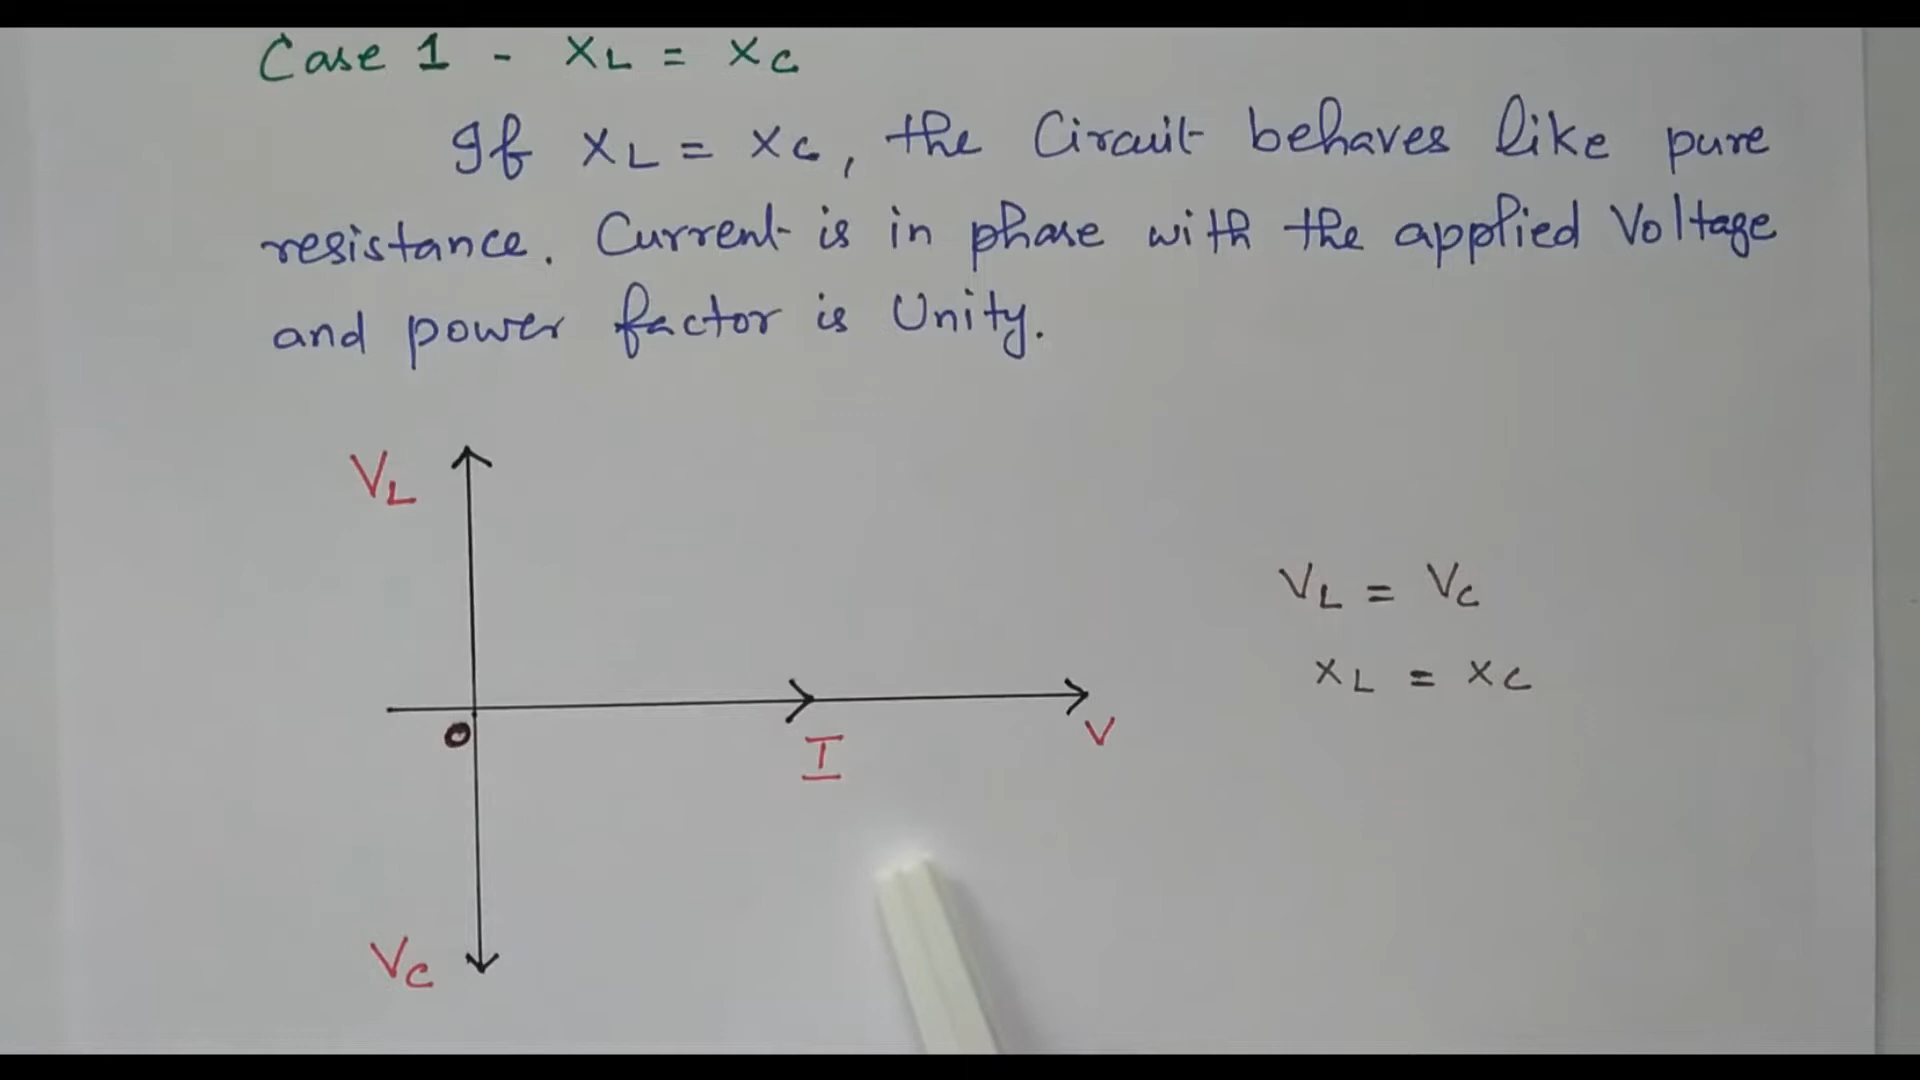 Case 1 - XL = XC
If XL = XC, the Circuit behaves like pure
resistance. Current is in phase with the applied Voltage
and power factor is Unity.
VL
VL = VC
XL = XC
O
I
V
VC